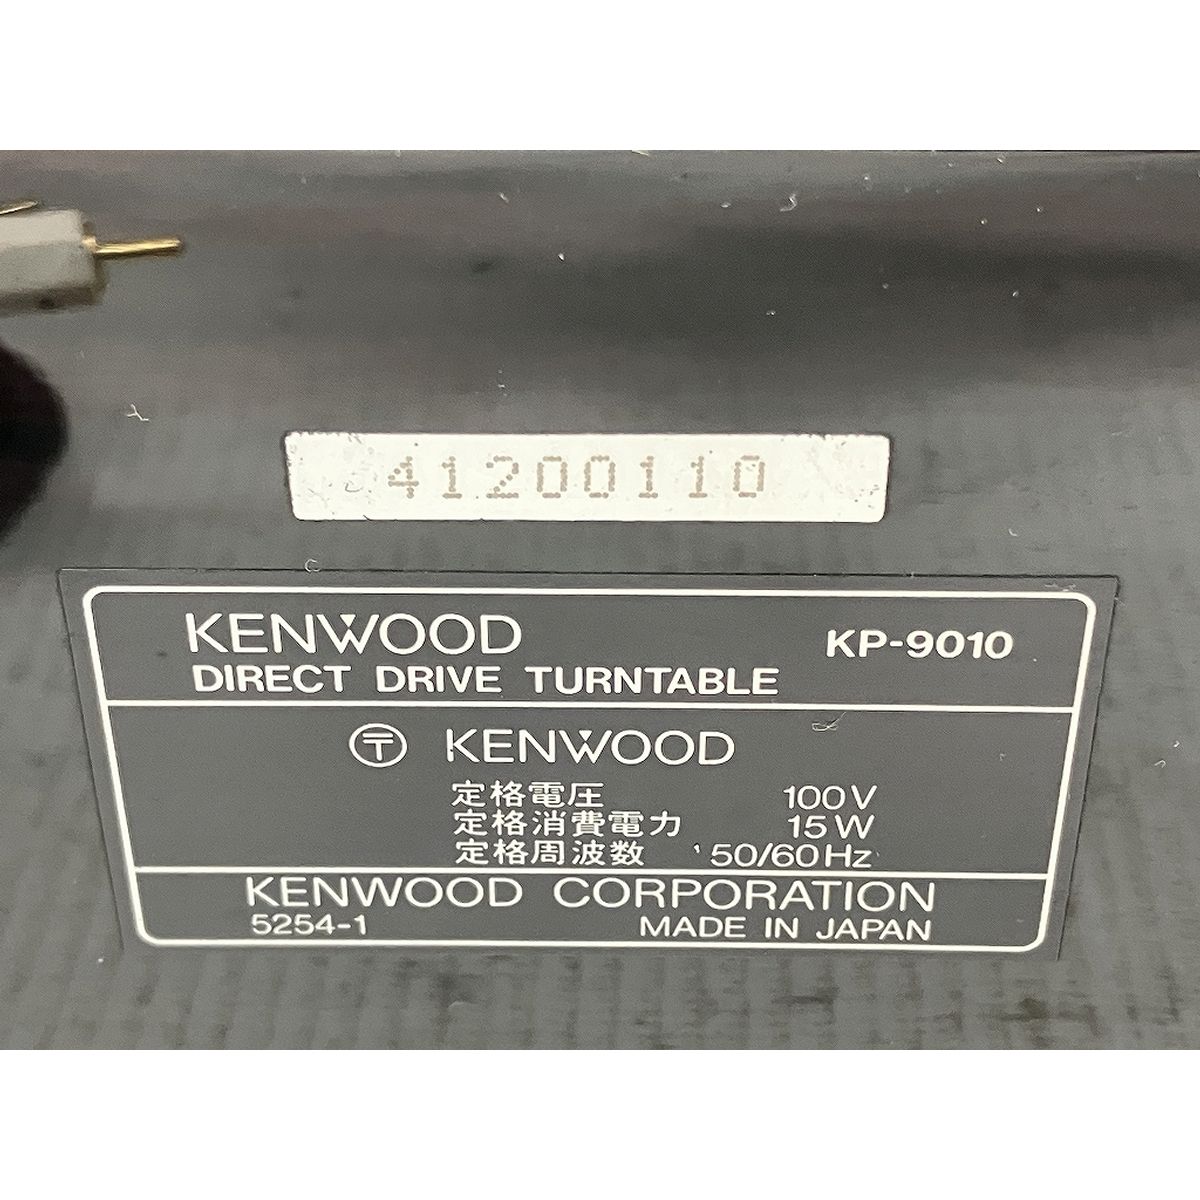 41200110
KENWOOD KP-9010
DIRECT DRIVE TURNTABLE
〶 KENWOOD
定格電圧 100V
定格消費電力 15W
定格周波数 50/60Hz
KENWOOD CORPORATION
5254-1 MADE IN JAPAN